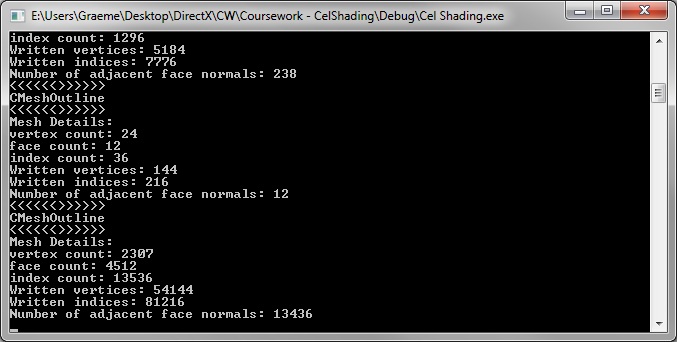 E:\Users\Graeme\Desktop\DirectX\CW\Coursework - CelShading\Debug\Cel Shading.exe
index count: 1296
Written vertices: 5184
Written indices: 7776
Number of adjacent face normals: 238
<<<<<<>>>>>>
CMeshOutline
<<<<<<>>>>>>
Mesh Details:
vertex count: 24
face count: 12
index count: 36
Written vertices: 144
Written indices: 216
Number of adjacent face normals: 12
<<<<<<>>>>>>
CMeshOutline
<<<<<<>>>>>>
Mesh Details:
vertex count: 2307
face count: 4512
index count: 13536
Written vertices: 54144
Written indices: 81216
Number of adjacent face normals: 13436